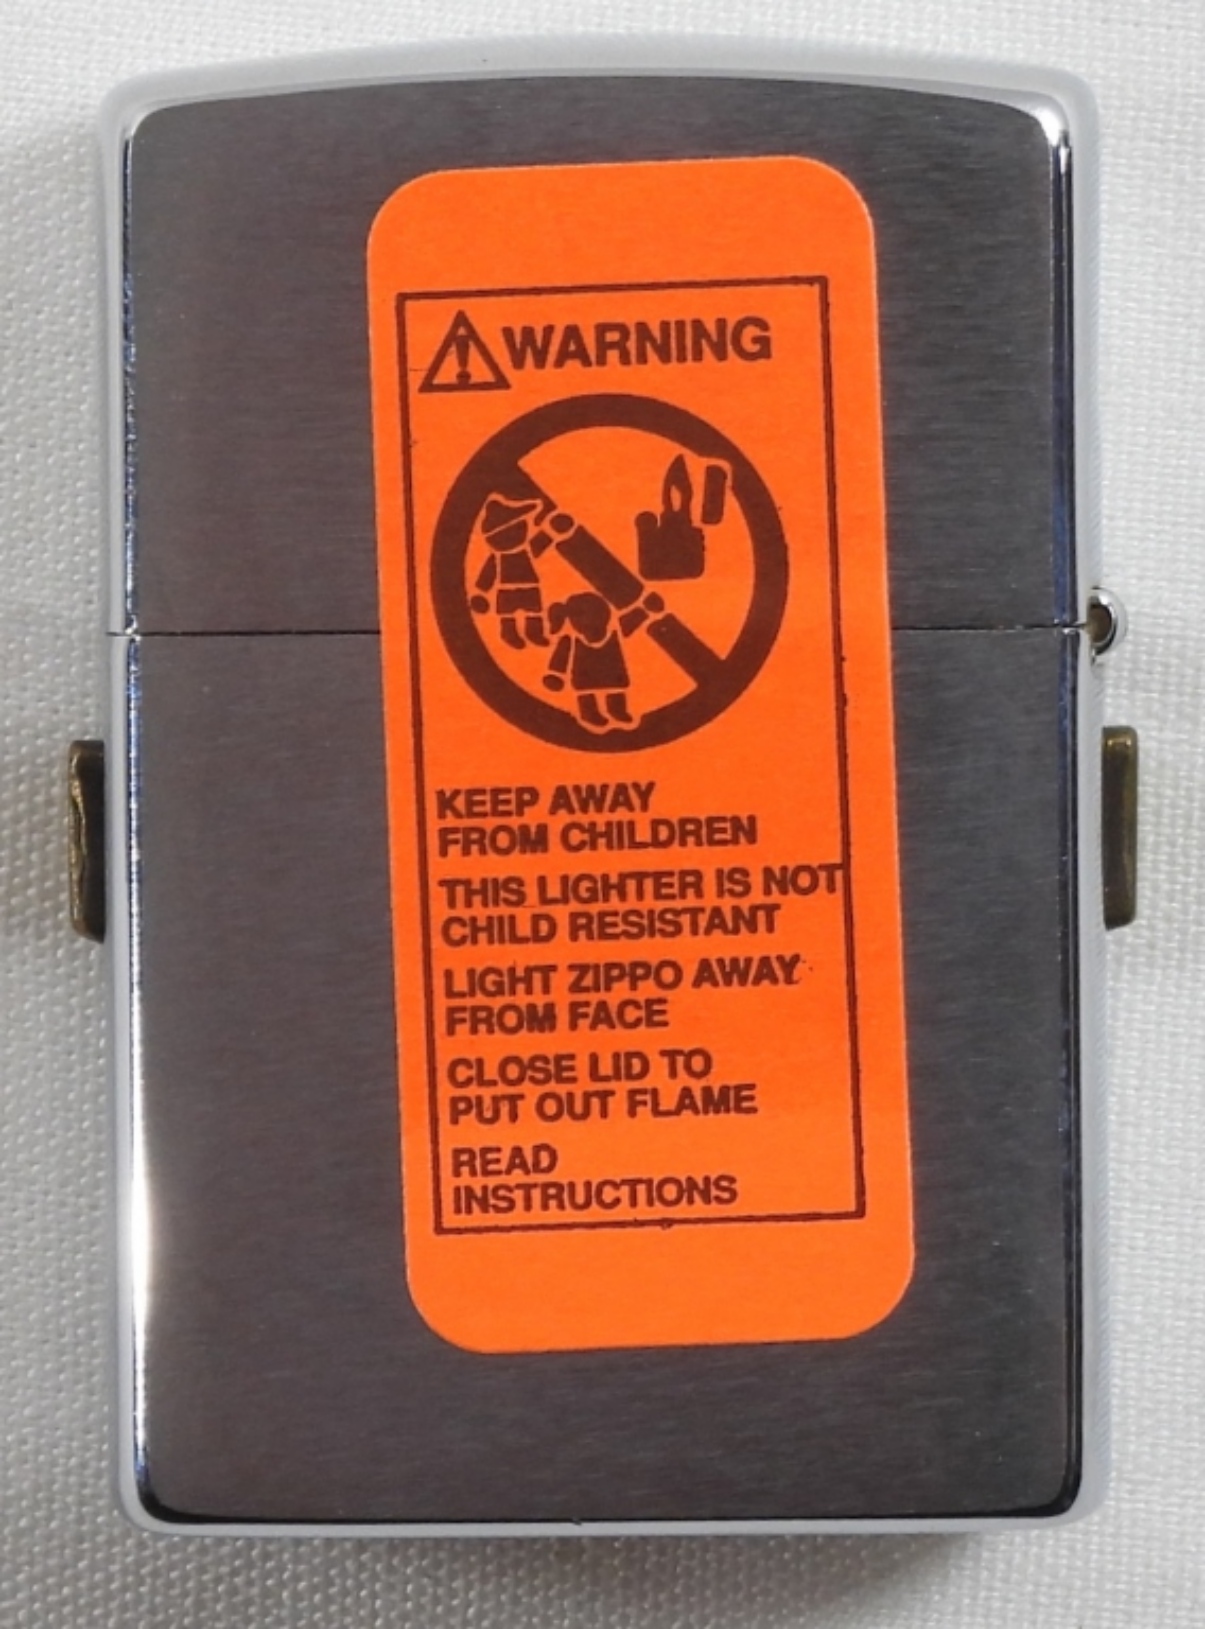 WARNING
KEEP AWAY
FROM CHILDREN
THIS LIGHTER IS NOT
CHILD RESISTANT
LIGHT ZIPPO AWAY
FROM FACE
CLOSE LID TO
PUT OUT FLAME
READ
INSTRUCTIONS